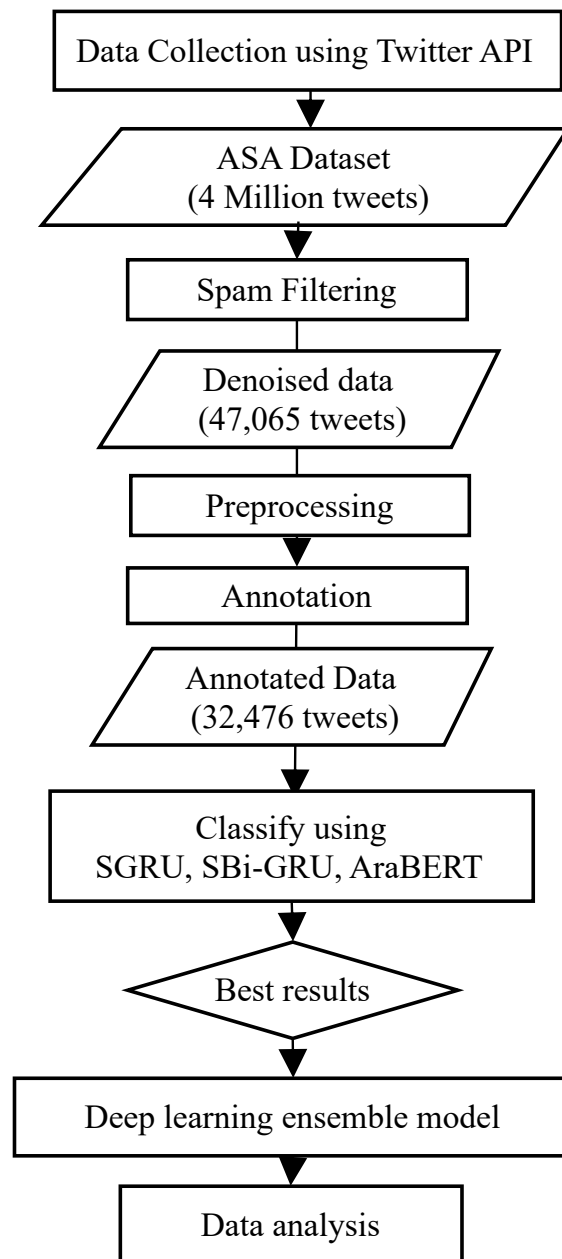 Data Collection using Twitter API
ASA Dataset
(4 Million tweets)
Spam Filtering
Denoised data
(47,065 tweets)
Preprocessing
Annotation
Annotated Data
(32,476 tweets)
Classify using
SGRU, SBi-GRU, AraBERT
Best results
Deep learning ensemble model
Data analysis